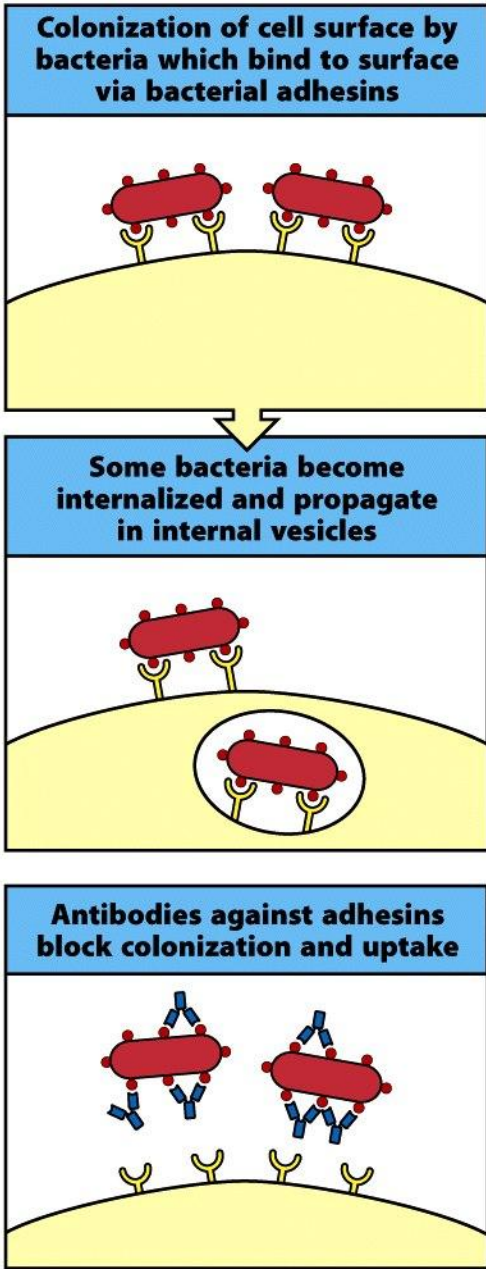 Colonization of cell surface by
bacteria which bind to surface
via bacterial adhesins
Some bacteria become
internalized and propagate
in internal vesicles
Antibodies against adhesins
block colonization and uptake